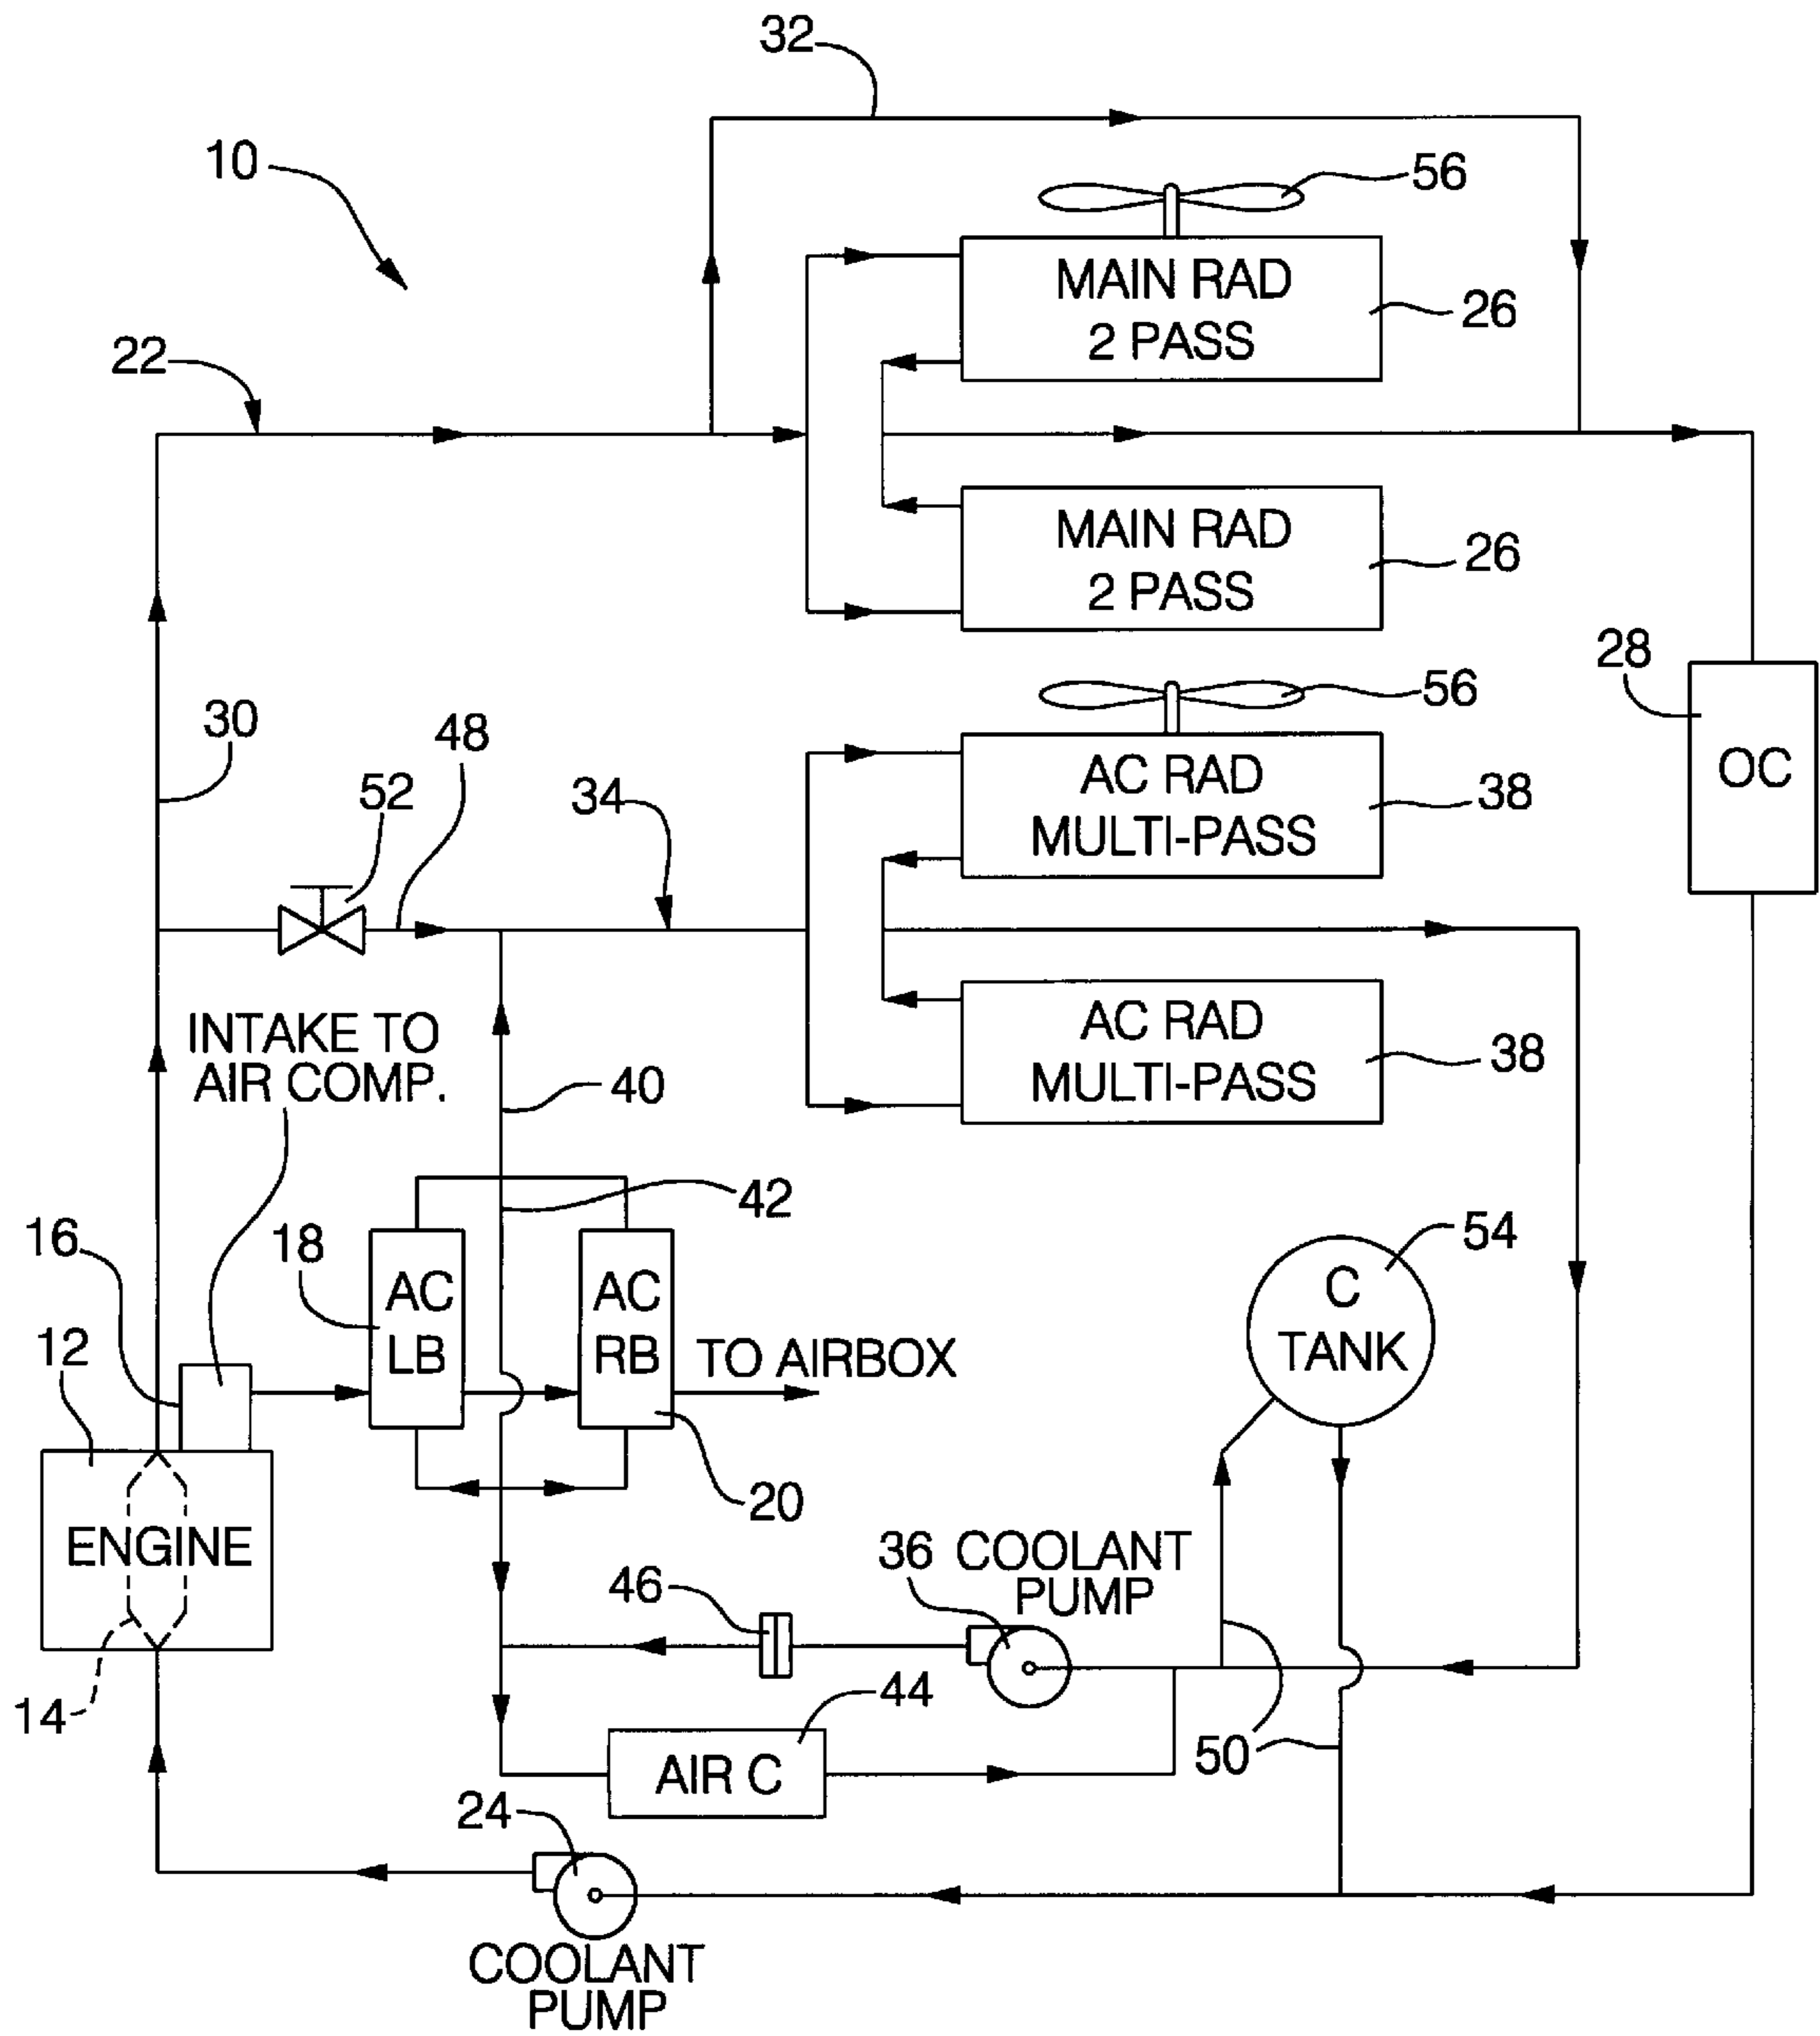 32
10
56
MAIN RAD
2 PASS
26
22
MAIN RAD
2 PASS
26
28
OC
30
48
52
34
56
AC RAD
MULTI-PASS
38
INTAKE TO
AIR COMP.
AC RAD
MULTI-PASS
38
40
42
16
18
AC
LB
AC
RB
54
C
TANK
12
TO AIRBOX
20
ENGINE
36 COOLANT
PUMP
46
14
44
AIR C
50
24
COOLANT
PUMP